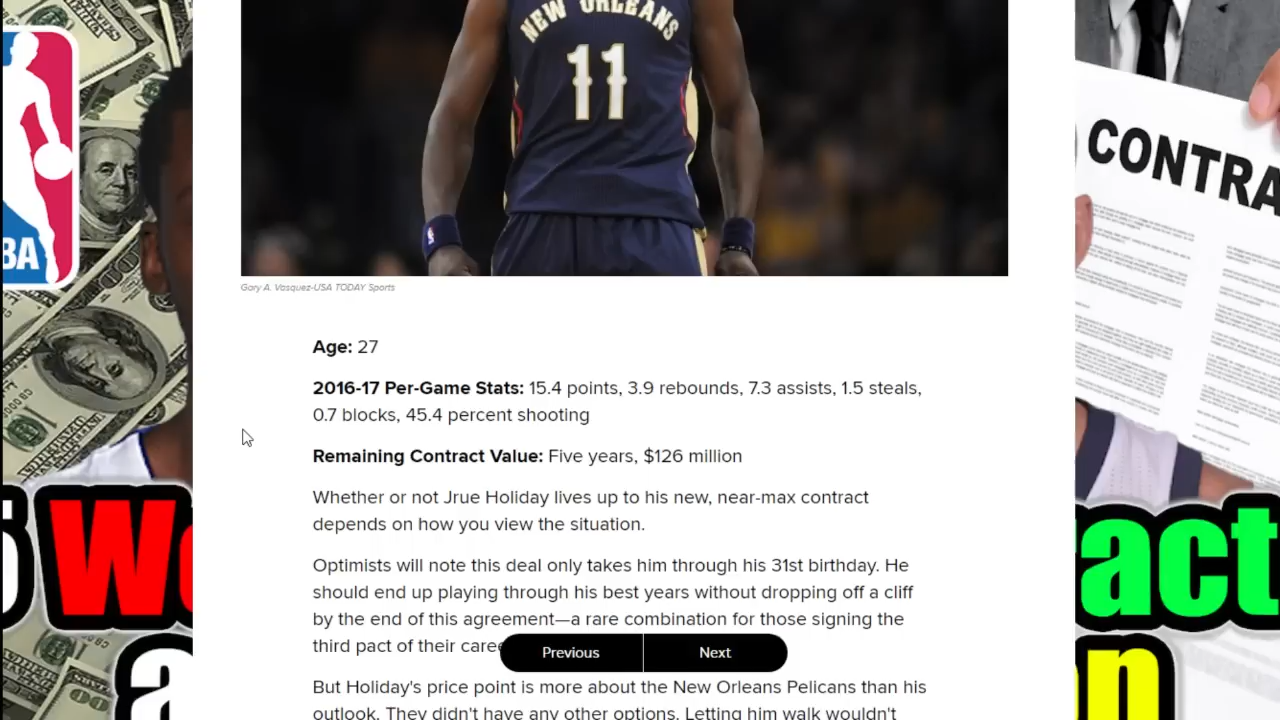 NEW ORLEANS
11
BA
CONTRA
Gary A. Vasquez-USA TODAY Sports
Age: 27
2016-17 Per-Game Stats: 15.4 points, 3.9 rebounds, 7.3 assists, 1.5 steals,
0.7 blocks, 45.4 percent shooting
Remaining Contract Value: Five years, $126 million
Whether or not Jrue Holiday lives up to his new, near-max contract
depends on how you view the situation.
Optimists will note this deal only takes him through his 31st birthday. He
should end up playing through his best years without dropping off a cliff
by the end of this agreement—a rare combination for those signing the
third pact of their caree
Previous
Next
But Holiday's price point is more about the New Orleans Pelicans than his
outlook. They didn't have any other options. Letting him walk wouldn't
5 Wo
act
a
n